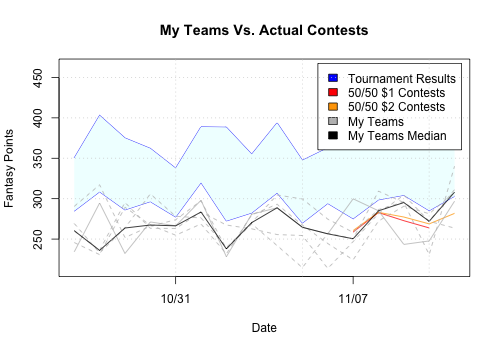 My Teams Vs. Actual Contests
Fantasy Points
450
400
350
300
250
Tournament Results
50/50 $1 Contests
50/50 $2 Contests
My Teams
My Teams Median
10/31
11/07
Date